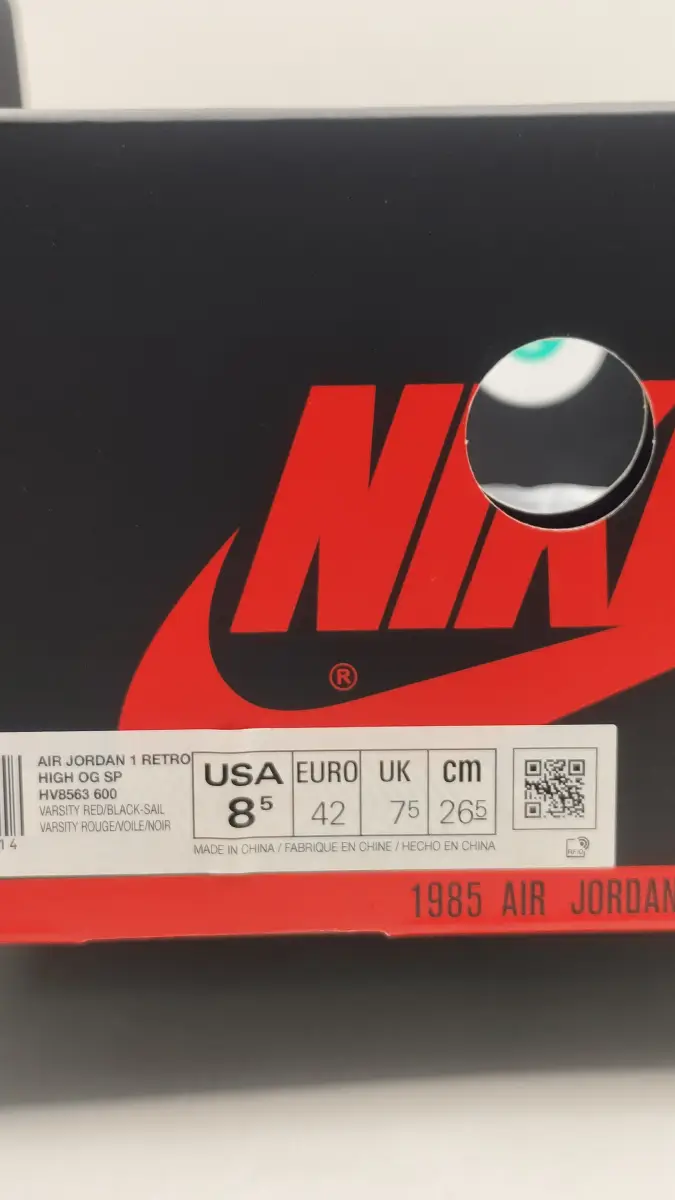 NIK
®
AIR JORDAN 1 RETRO
HIGH OG SP
HV8563 600
VARSITY RED/BLACK-SAIL
VARSITY ROUGE/VOILE/NOIR
USA EURO UK cm
8⁵ 42 7⁵ 26⁵
14
MADE IN CHINA / FABRIQUE EN CHINE / HECHO EN CHINA
RFID
1985 AIR JORDAN